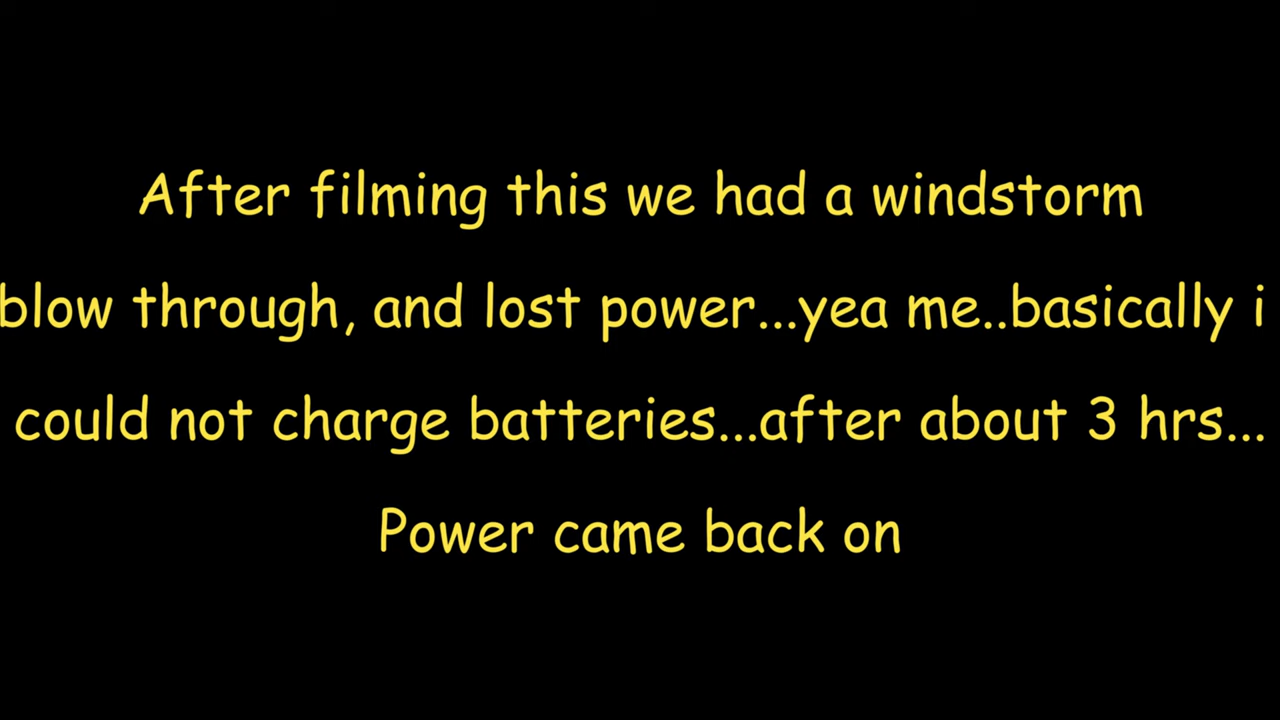 After filming this we had a windstorm
blow through, and lost power...yea me..basically i
could not charge batteries...after about 3 hrs...
Power came back on